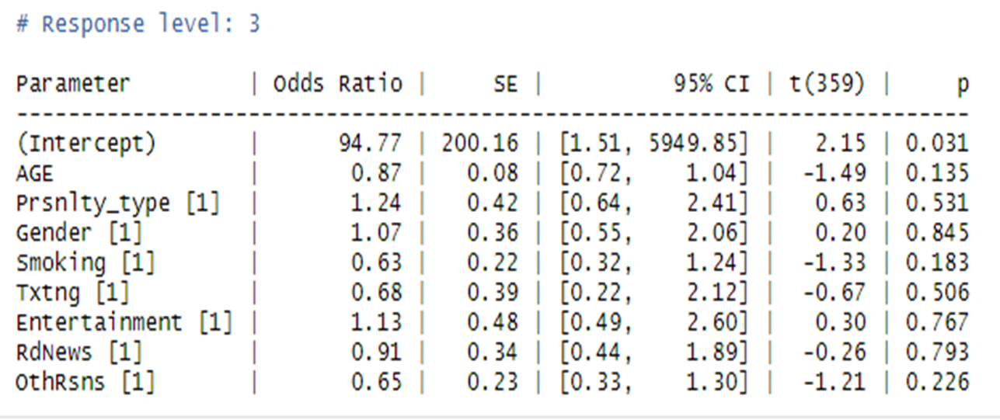 # Response level: 3
Parameter | Odds Ratio | SE | 95% CI | t(359) | p
--------------------------------------------------------------------------------
(Intercept) | 94.77 | 200.16 | [1.51, 5949.85] | 2.15 | 0.031
AGE | 0.87 | 0.08 | [0.72, 1.04] | -1.49 | 0.135
Prsnlty_type [1] | 1.24 | 0.42 | [0.64, 2.41] | 0.63 | 0.531
Gender [1] | 1.07 | 0.36 | [0.55, 2.06] | 0.20 | 0.845
Smoking [1] | 0.63 | 0.22 | [0.32, 1.24] | -1.33 | 0.183
Txtng [1] | 0.68 | 0.39 | [0.22, 2.12] | -0.67 | 0.506
Entertainment [1] | 1.13 | 0.48 | [0.49, 2.60] | 0.30 | 0.767
RdNews [1] | 0.91 | 0.34 | [0.44, 1.89] | -0.26 | 0.793
OthRsns [1] | 0.65 | 0.23 | [0.33, 1.30] | -1.21 | 0.226